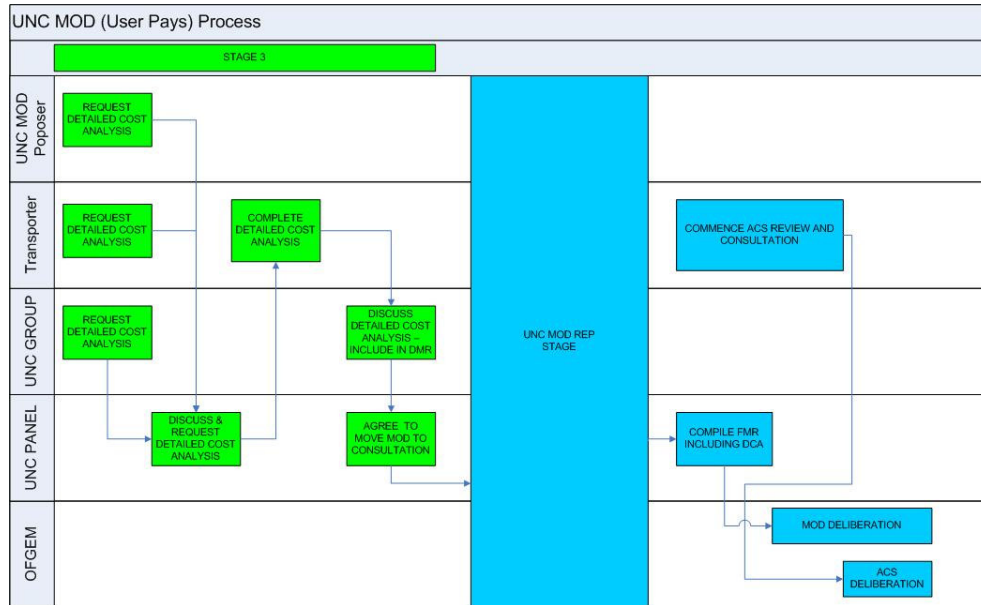 UNC MOD (User Pays) Process
STAGE 3
UNC MOD
Poposer
REQUEST
DETAILED COST
ANALYSIS
Transporter
REQUEST
DETAILED COST
ANALYSIS
COMPLETE
DETAILED COST
ANALYSIS
COMMENCE ACS REVIEW AND
CONSULTATION
UNC GROUP
REQUEST
DETAILED COST
ANALYSIS
DISCUSS
DETAILED COST
ANALYSIS –
INCLUDE IN DMR
UNC MOD REP
STAGE
UNC PANEL
DISCUSS &
REQUEST
DETAILED COST
ANALYSIS
AGREE TO
MOVE MOD TO
CONSULTATION
COMPILE FMR
INCLUDING DCA
OFGEM
MOD DELIBERATION
ACS
DELIBERATION